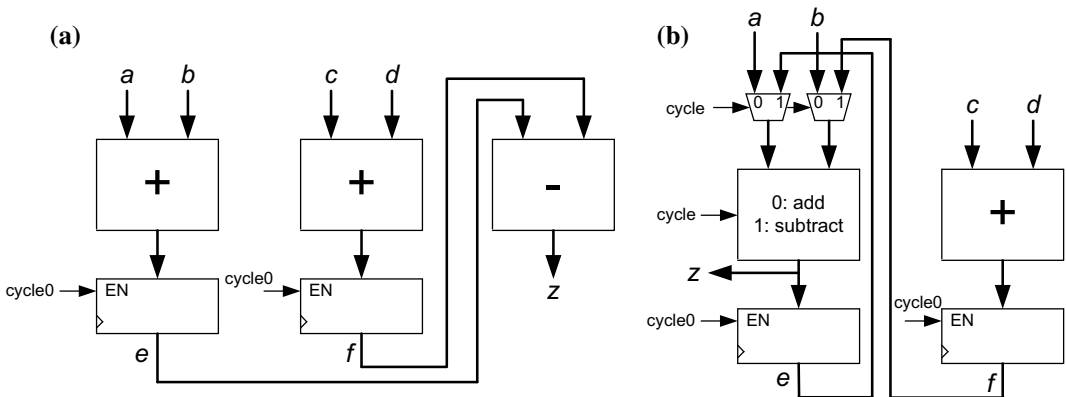 (a)
a b c d
+ + -
cycle0 EN cycle0 EN z
e f
(b)
a b
cycle 0 1 0 1
c d
cycle 0: add
1: subtract
+
z
cycle0 EN cycle0 EN
e f